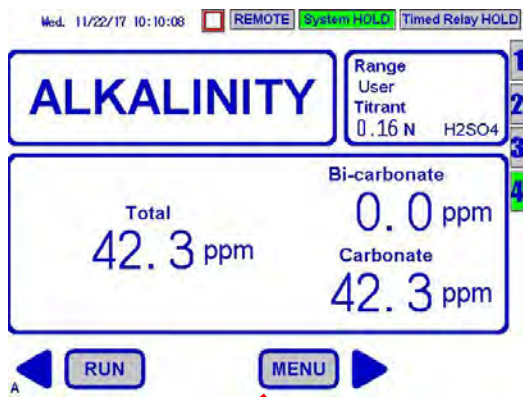 Wed. 11/22/17 10:10:08 REMOTE System HOLD Timed Relay HOLD
ALKALINITY
Range
User
Titrant
0.16 N H2SO4
1
2
3
4
Total
42.3 ppm
Bi-carbonate
0.0 ppm
Carbonate
42.3 ppm
RUN MENU
A